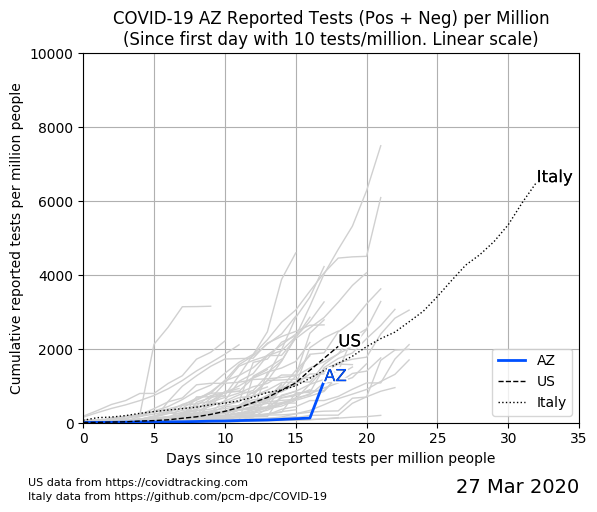 COVID-19 AZ Reported Tests (Pos + Neg) per Million
(Since first day with 10 tests/million. Linear scale)
Cumulative reported tests per million people
10000
8000
6000
4000
2000
0
Italy
US
AZ
AZ
US
Italy
0 5 10 15 20 25 30 35
Days since 10 reported tests per million people
US data from https://covidtracking.com
Italy data from https://github.com/pcm-dpc/COVID-19
27 Mar 2020